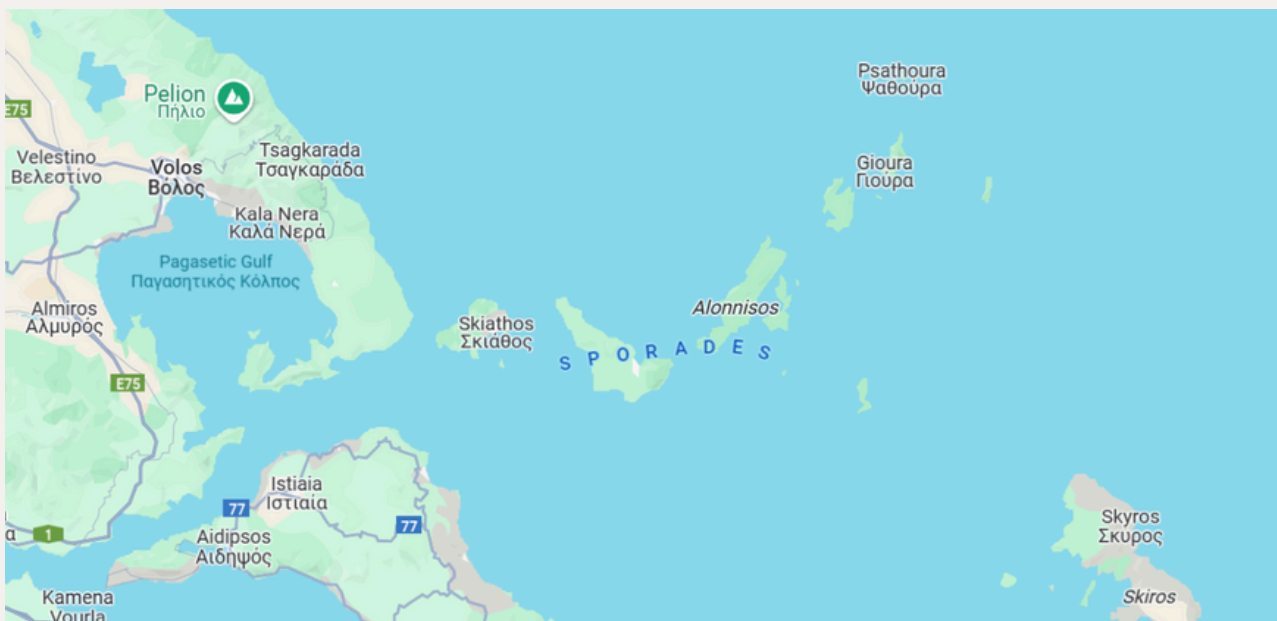 Psathoura
Ψαθούρα
Pelion
Πήλιο
E75
Velestino
Βελεστίνο
Volos
Βόλος
Tsagkarada
Τσαγκαράδα
Gioura
Γιούρα
Kala Nera
Καλά Νερά
Pagasetic Gulf
Παγασητικός Κόλπος
Almiros
Αλμυρός
Skiathos
Σκιάθος
Alonnisos
SPORADES
E75
Istiaia
Ιστιαία
77
77
1
α
Aidipsos
Αιδηψός
Skyros
Σκυρος
Skiros
Kamena
Vourla